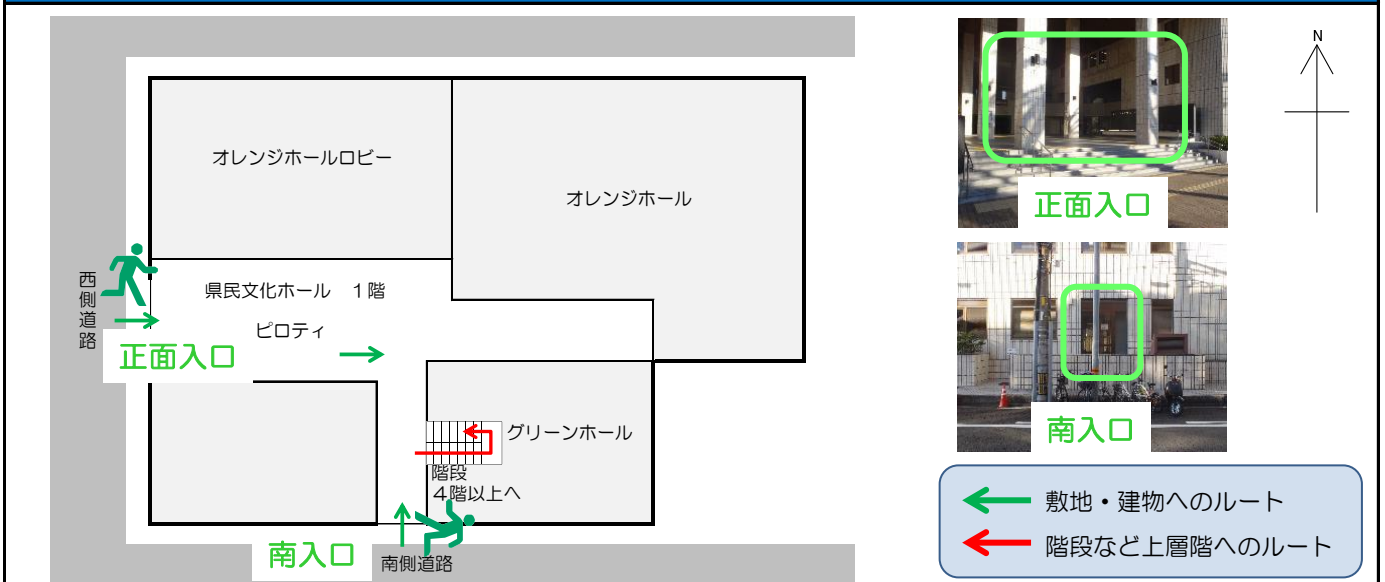 オレンジホールロビー
オレンジホール
西側道路
県民文化ホール　１階
ピロティ
正面入口
グリーンホール
階段
４階以上へ
南入口
南側道路
正面入口
南入口
N
敷地・建物へのルート
階段など上層階へのルート